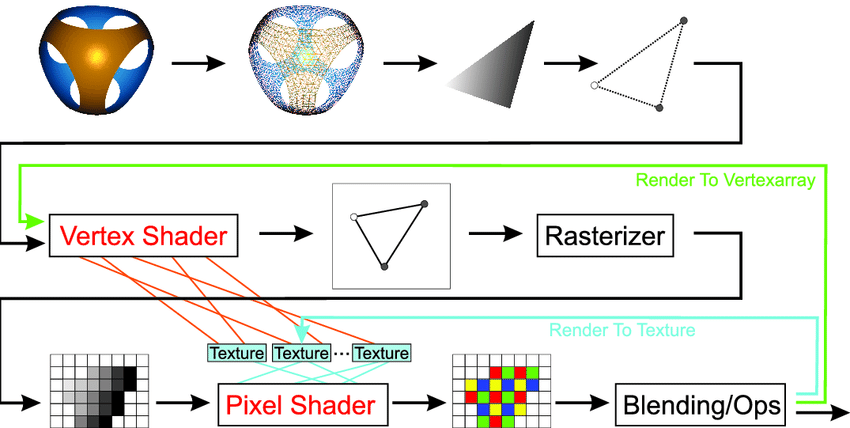 Render To Vertexarray
Vertex Shader
Rasterizer
Render To Texture
Texture Texture ... Texture
Pixel Shader
Blending/Ops